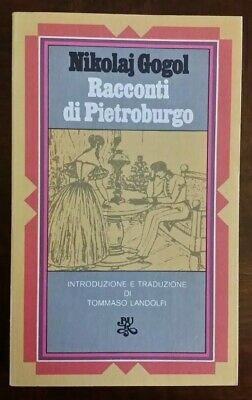 Nikolaj Gogol
Racconti
di Pietroburgo
INTRODUZIONE E TRADUZIONE
DI
TOMMASO LANDOLFI
BUR